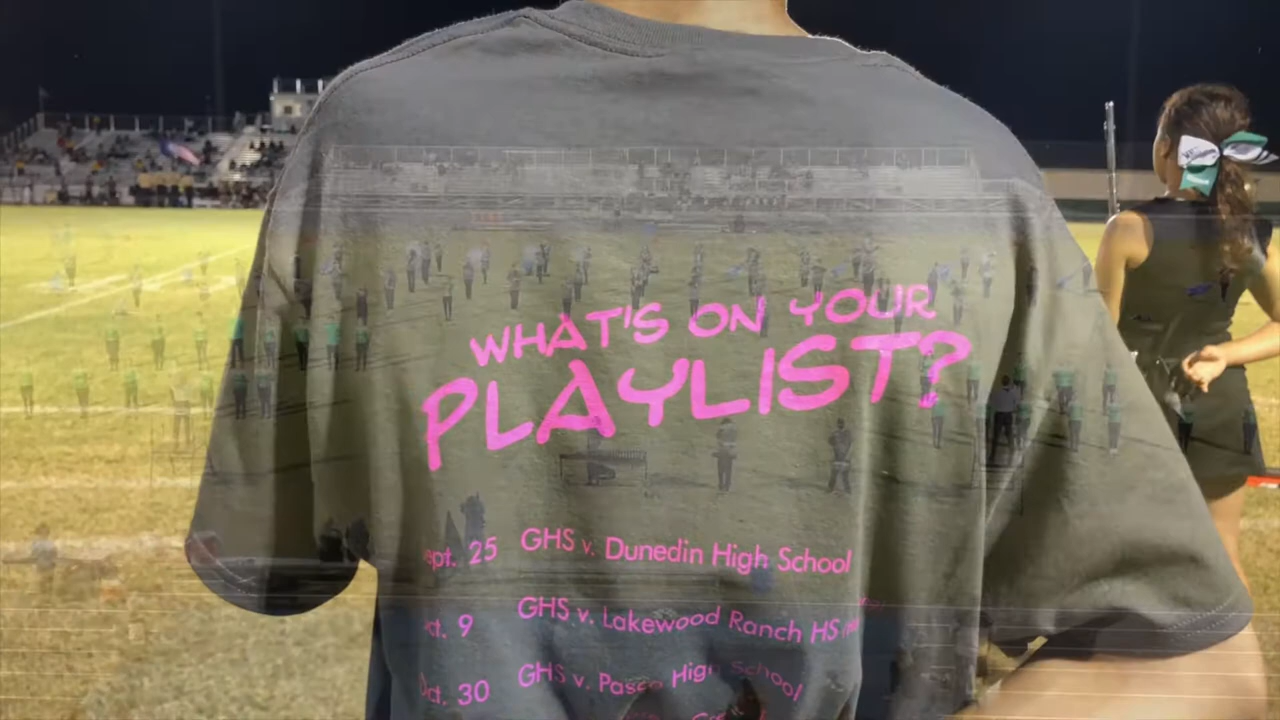 WHAT'S ON YOUR
PLAYLIST?
ept. 25 GHS v. Dunedin High School
ct. 9 GHS v. Lakewood Ranch HS
Oct. 30 GHS v. Pasco High School